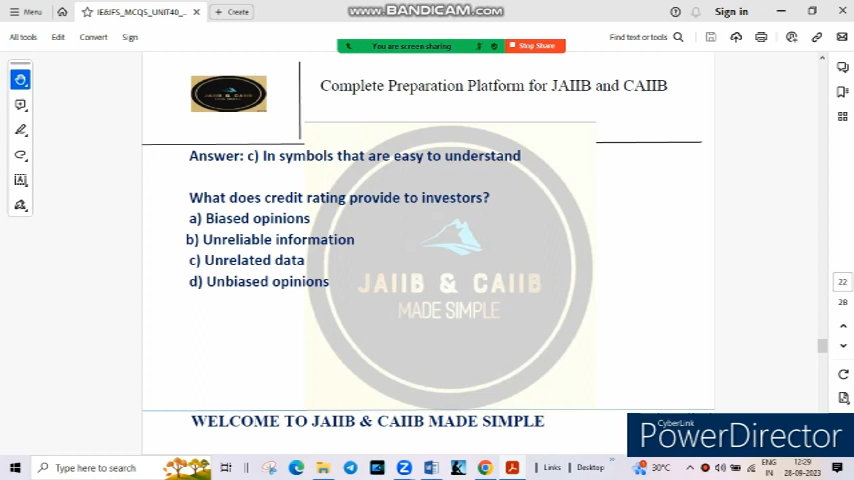 IE&IFS_MCQS_UNIT40_...
www.BANDICAM.com
Menu
Create
Sign in
All tools
Edit
Convert
Sign
You are screen sharing
Stop Share
Find text or tools
JAIIB & CAIIB
Complete Preparation Platform for JAIIB and CAIIB
Answer: c) In symbols that are easy to understand
What does credit rating provide to investors?
a) Biased opinions
b) Unreliable information
c) Unrelated data
d) Unbiased opinions
JAIIB & CAIIB
MADE SIMPLE
22
28
WELCOME TO JAIIB & CAIIB MADE SIMPLE
CyberLink
PowerDirector
Type here to search
Links
Desktop
30°C
ENG
IN
12:29
28-09-2023